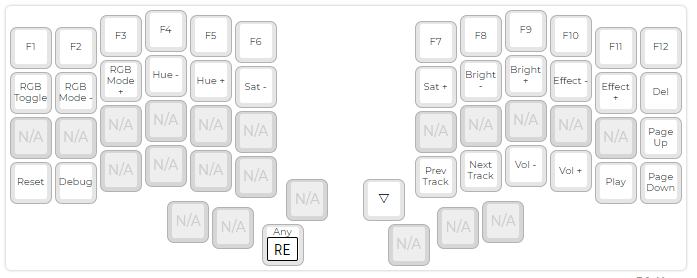 F1 F2 F3 F4 F5 F6 F7 F8 F9 F10 F11 F12
RGB Toggle RGB Mode - RGB Mode + Hue - Hue + Sat - Sat + Bright - Bright + Effect - Effect + Del
N/A N/A N/A N/A N/A N/A N/A N/A N/A N/A N/A Page Up
Reset Debug N/A N/A N/A N/A Prev Track Next Track Vol - Vol + Play Page Down
N/A ▽
N/A N/A Any N/A N/A N/A
RE